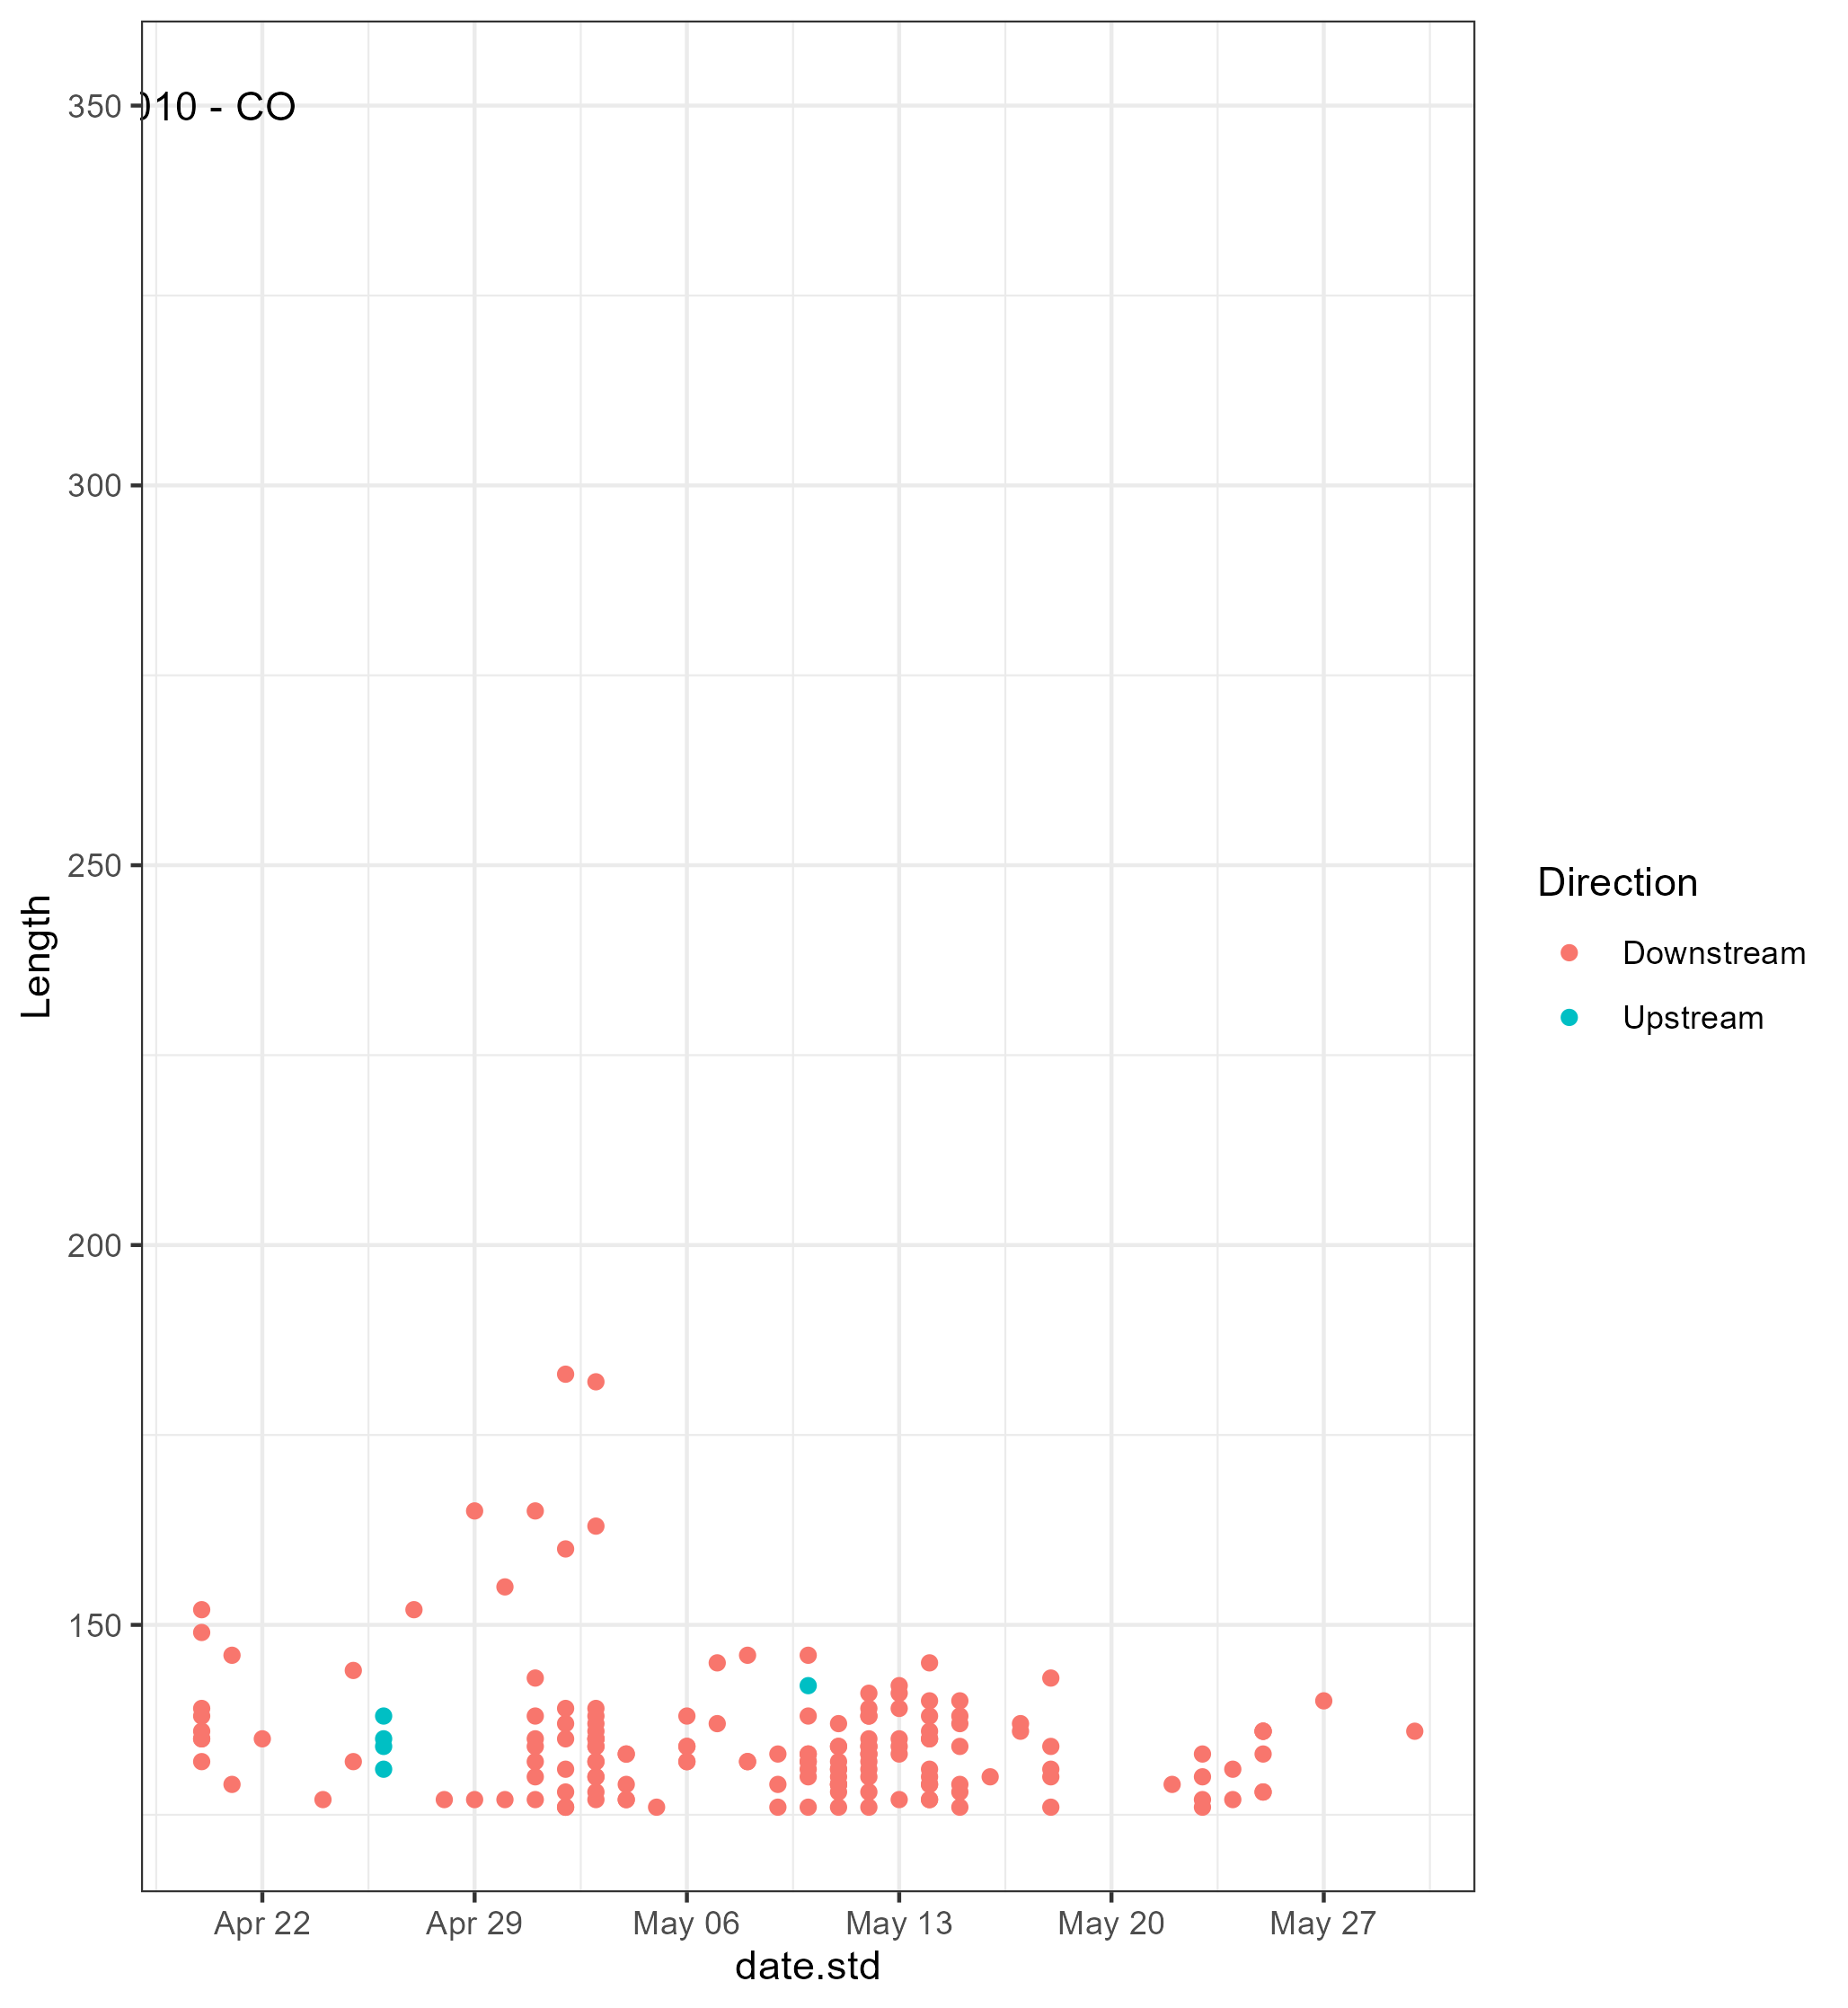 010 - CO
350
300
250
200
150
Length
Apr 22
Apr 29
May 06
May 13
May 20
May 27
date.std
Direction
Downstream
Upstream